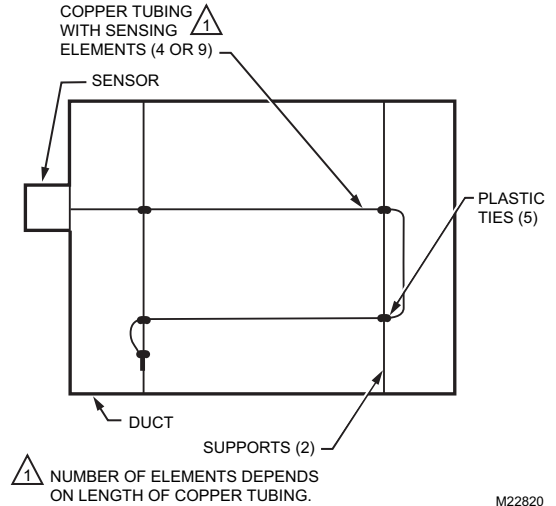 COPPER TUBING
WITH SENSING
ELEMENTS (4 OR 9)
1
SENSOR
PLASTIC
TIES (5)
DUCT
SUPPORTS (2)
1
NUMBER OF ELEMENTS DEPENDS
ON LENGTH OF COPPER TUBING.
M22820